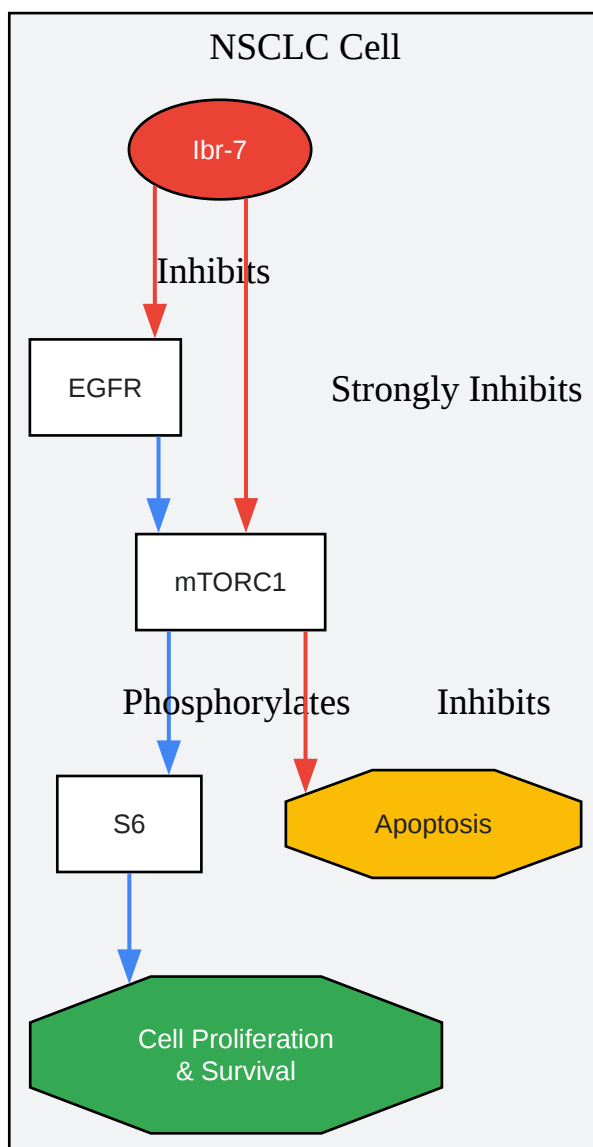 NSCLC Cell
Ibr-7
Inhibits
EGFR
Strongly Inhibits
mTORC1
Phosphorylates
Inhibits
S6
Apoptosis
Cell Proliferation
& Survival